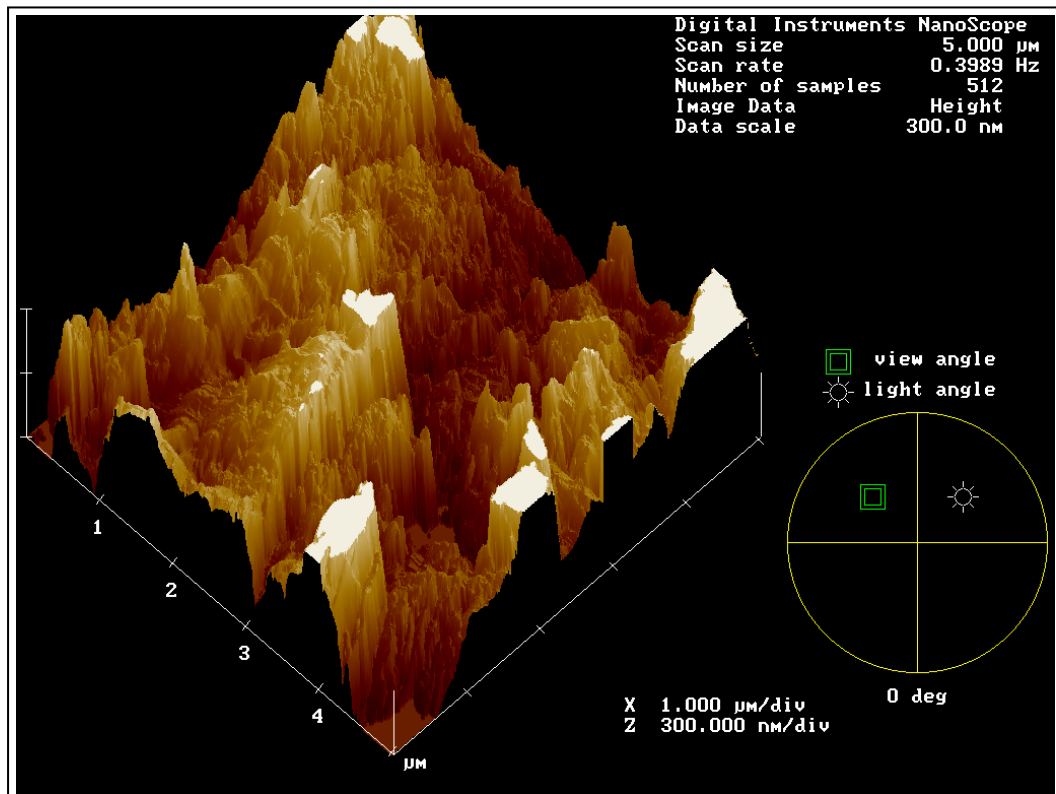 Digital Instruments NanoScope
Scan size 5.000 µm
Scan rate 0.3989 Hz
Number of samples 512
Image Data Height
Data scale 300.0 nm
view angle
light angle
0 deg
1
2
3
4
µm
X 1.000 µm/div
Z 300.000 nm/div